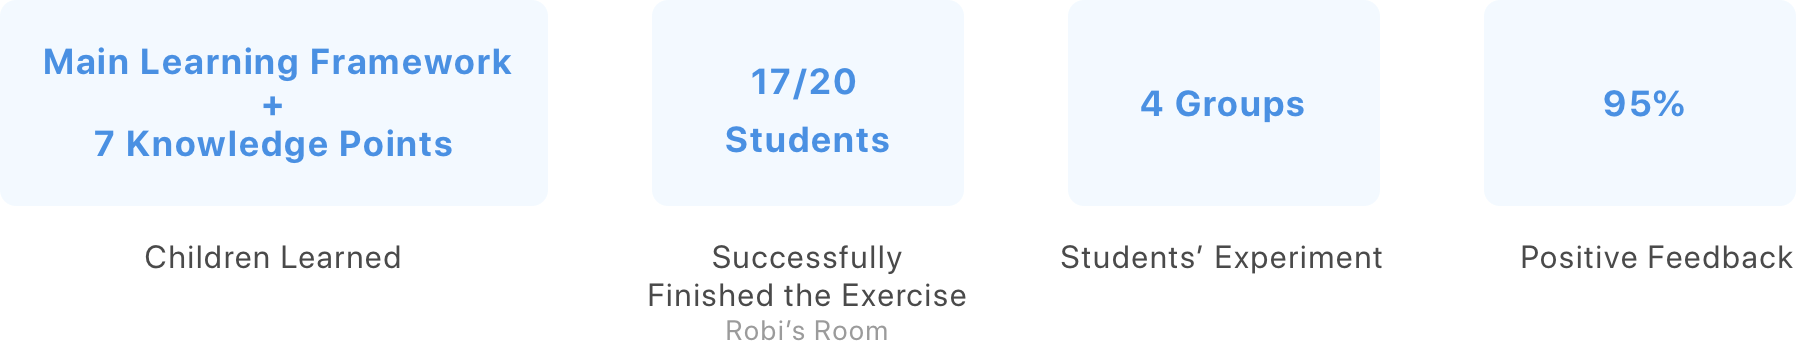 Main Learning Framework
+
7 Knowledge Points
Children Learned
17/20
Students
Successfully
Finished the Exercise
Robi’s Room
4 Groups
Students’ Experiment
95%
Positive Feedback